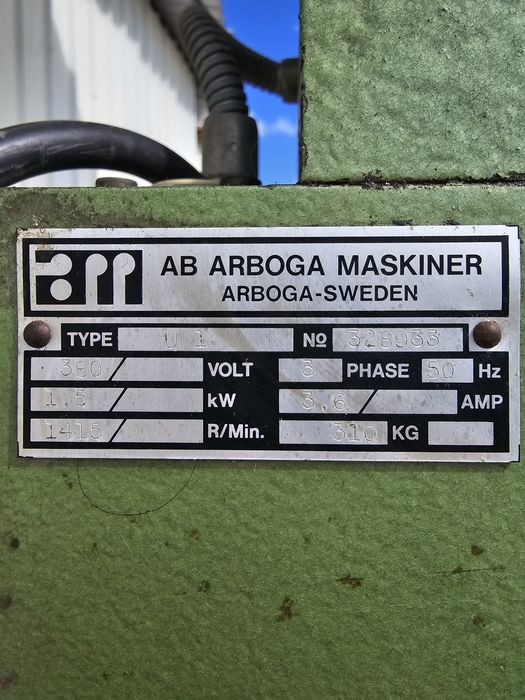 am AB ARBOGA MASKINER
ARBOGA-SWEDEN
TYPE U 1 No 328933
380/ VOLT 3 PHASE 50 Hz
1,5/ kW 3,6/ AMP
1415/ R/Min. 310 KG